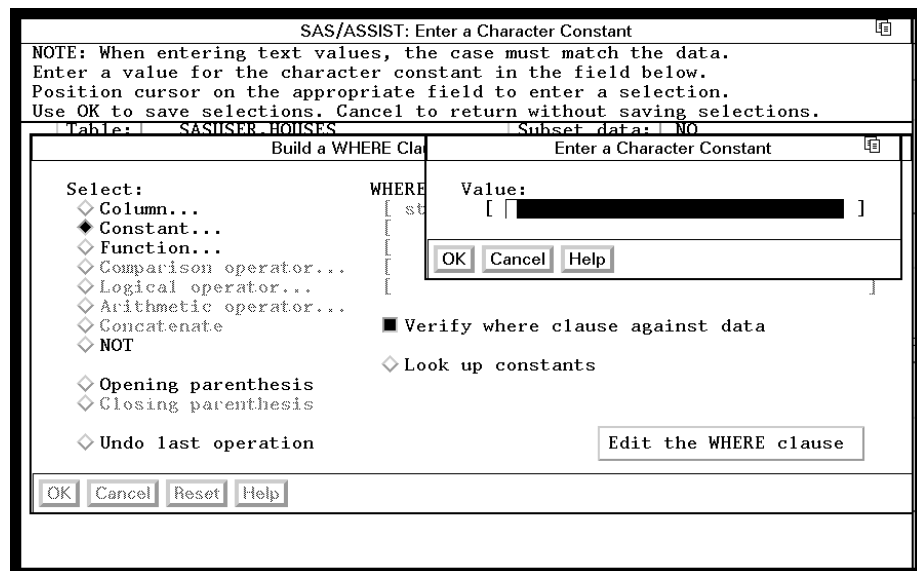 SAS/ASSIST: Enter a Character Constant
NOTE: When entering text values, the case must match the data.
Enter a value for the character constant in the field below.
Position cursor on the appropriate field to enter a selection.
Use OK to save selections. Cancel to return without saving selections.
Table: SASUSER.HOUSES Subset data: NO
Build a WHERE Cla
Enter a Character Constant
Select:
Column...
Constant...
Function...
Comparison operator...
Logical operator...
Arithmetic operator...
Concatenate
NOT
Opening parenthesis
Closing parenthesis
Undo last operation
WHERE
[ st
[
[
[
[ ]
Value:
[ ]
OK Cancel Help
Verify where clause against data
Look up constants
Edit the WHERE clause
OK Cancel Reset Help